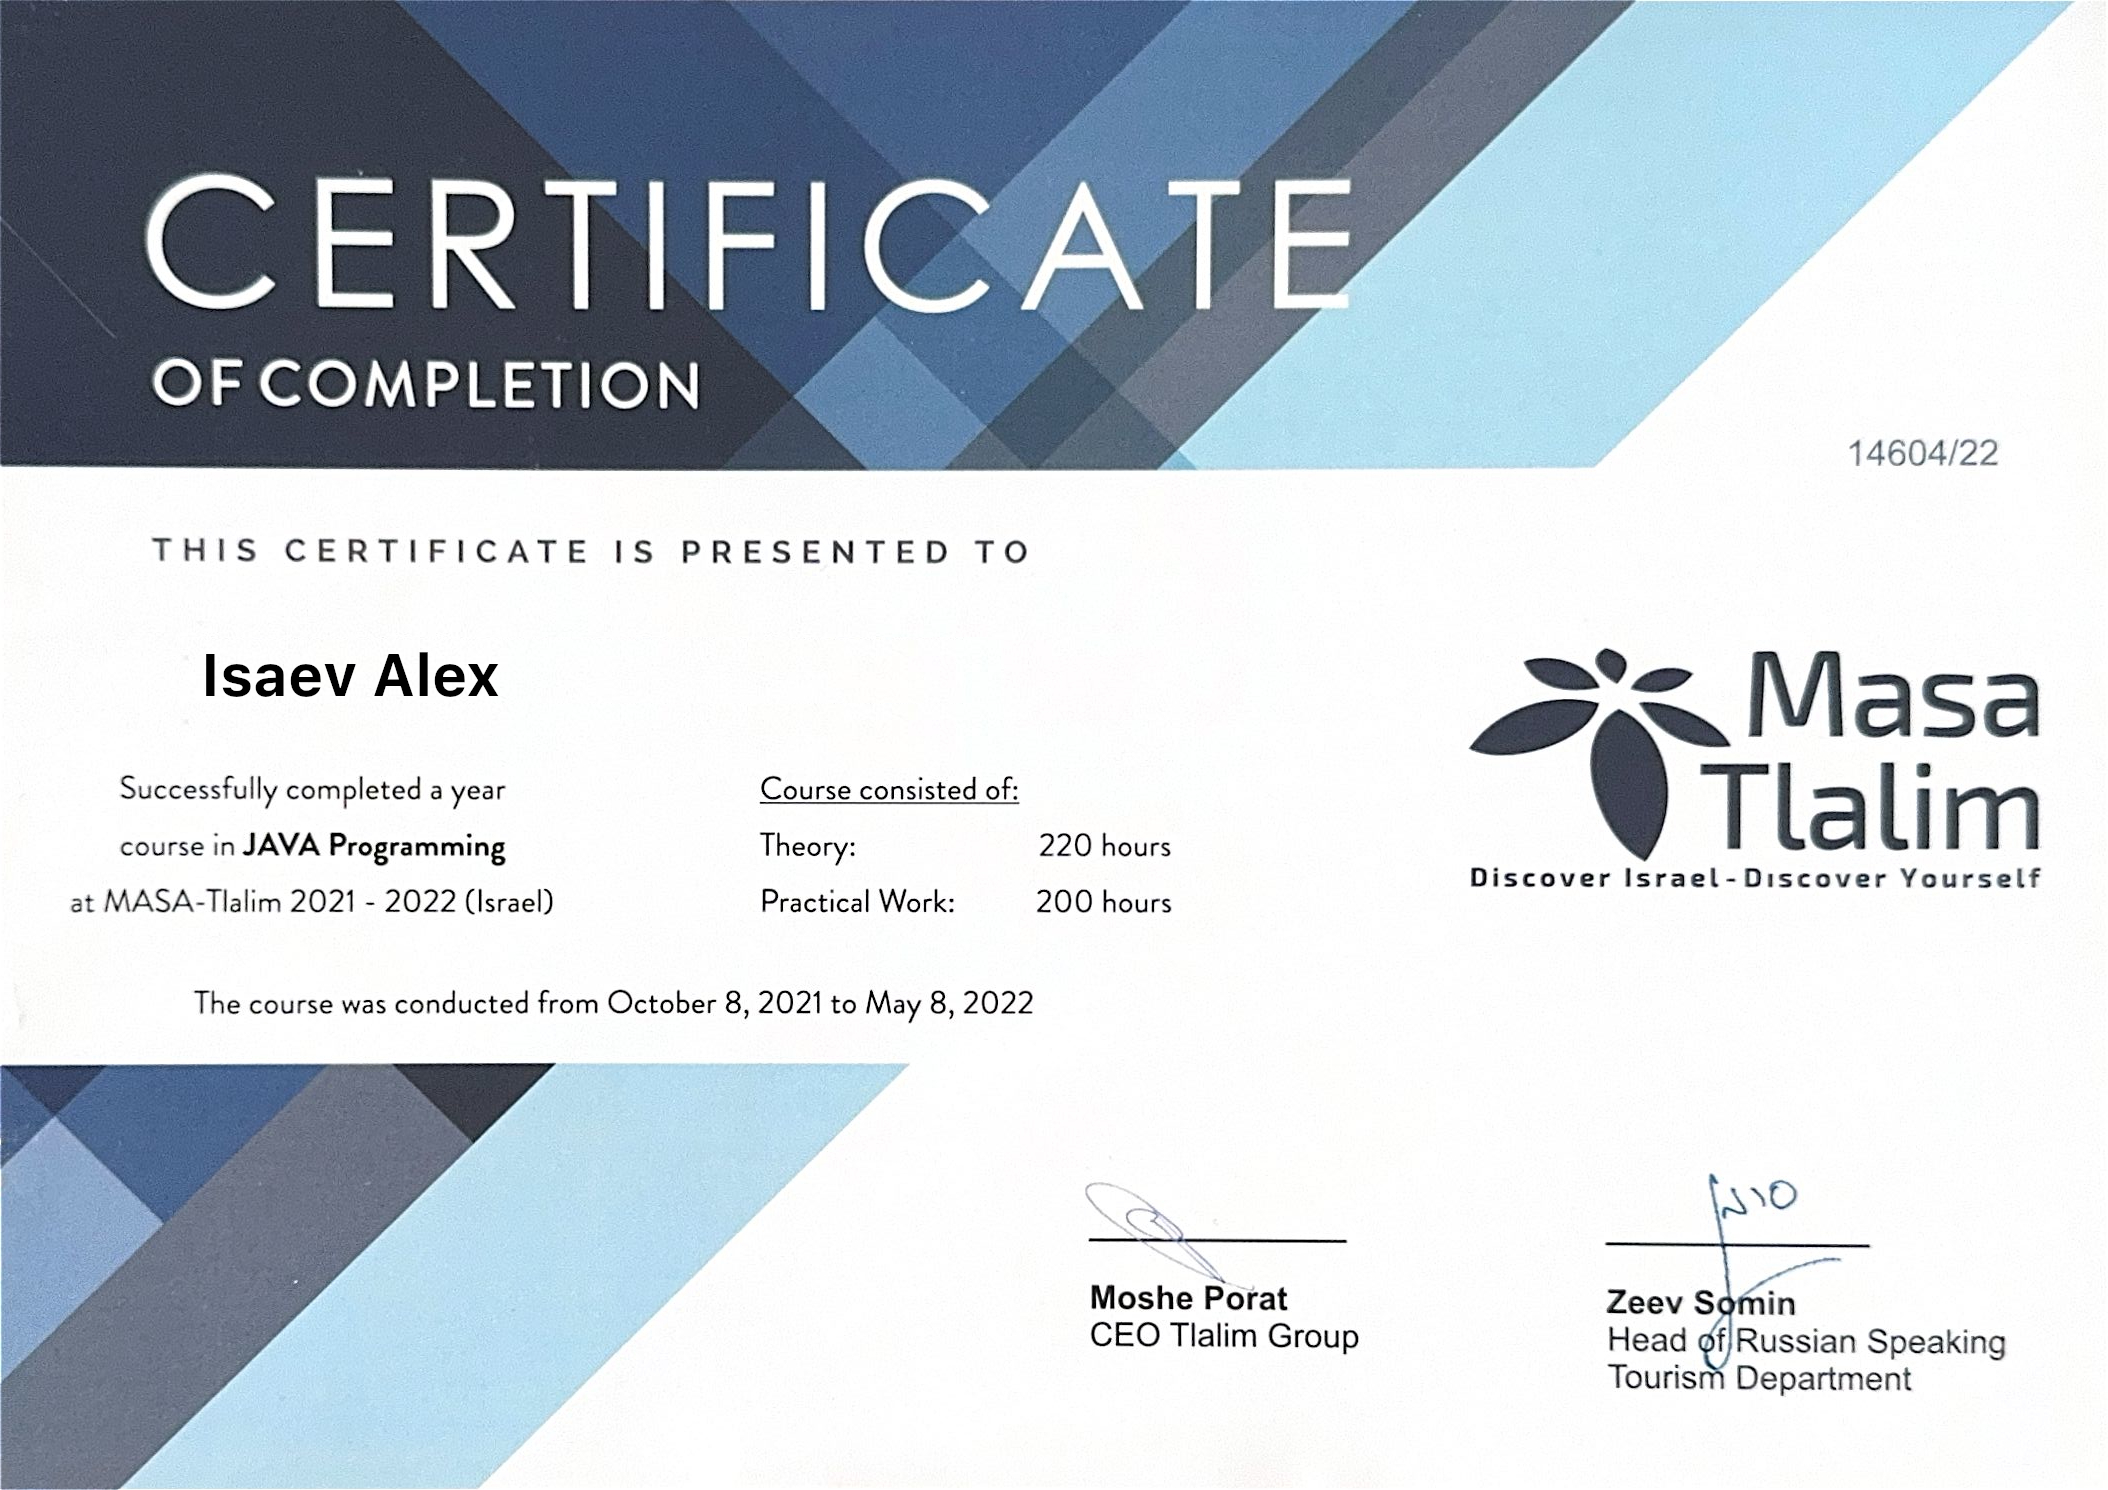 CERTIFICATE
OF COMPLETION
14604/22
THIS CERTIFICATE IS PRESENTED TO
Isaev Alex
Successfully completed a year
course in JAVA Programming
at MASA-Tlalim 2021 - 2022 (Israel)
Course consisted of:
Theory: 220 hours
Practical Work: 200 hours
The course was conducted from October 8, 2021 to May 8, 2022
Masa
Tlalim
Discover Israel-Discover Yourself
Moshe Porat
CEO Tlalim Group
Zeev Somin
Head of Russian Speaking
Tourism Department